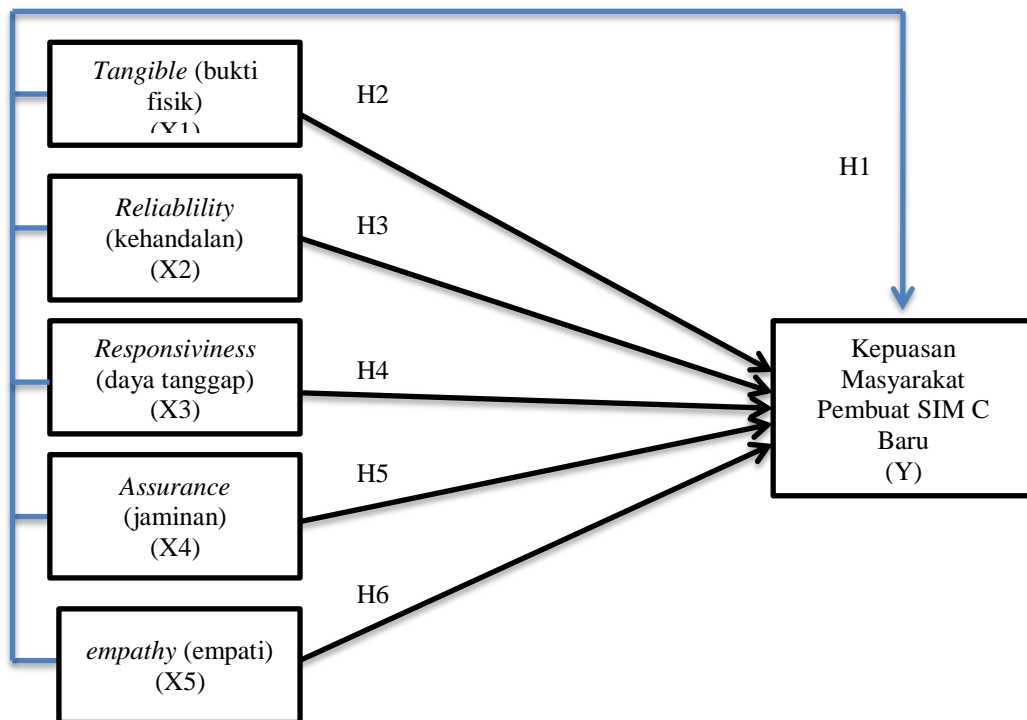 Tangible (bukti
fisik)
(X1)
H2
H1
Reliablility
(kehandalan)
(X2)
H3
Responsiviness
(daya tanggap)
(X3)
H4
Kepuasan
Masyarakat
Pembuat SIM C
Baru
(Y)
Assurance
(jaminan)
(X4)
H5
empathy (empati)
(X5)
H6